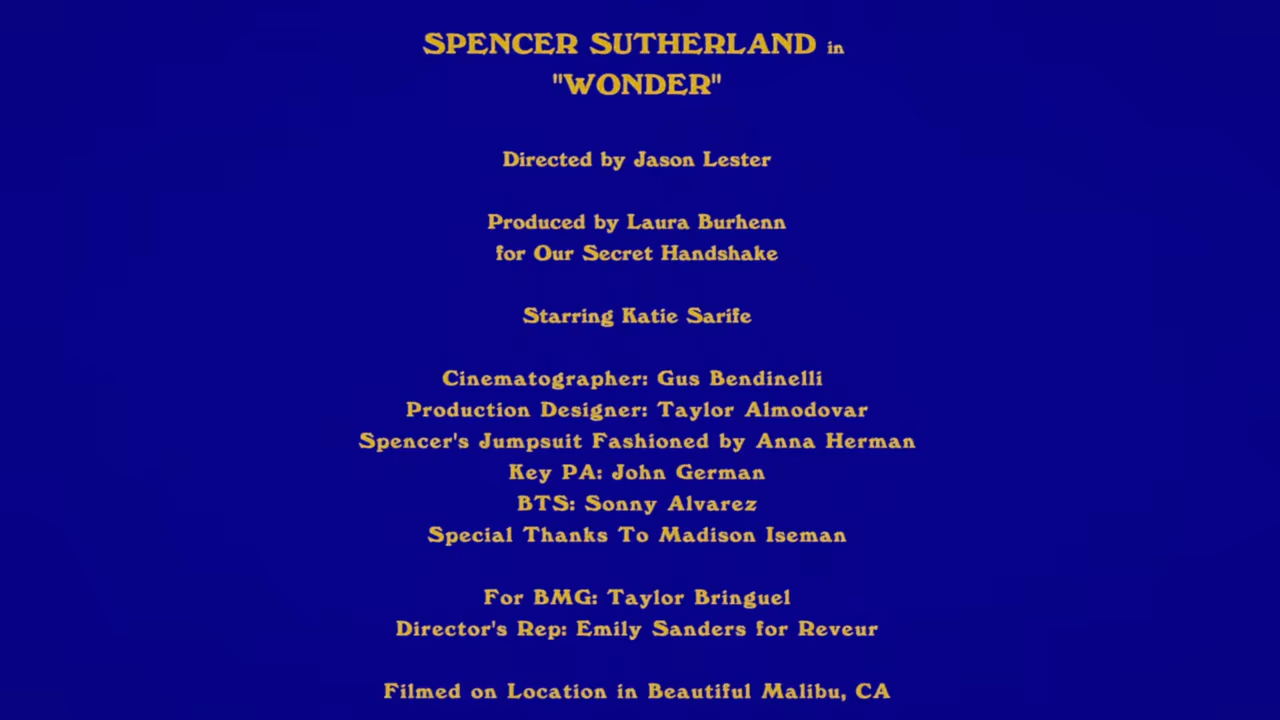 SPENCER SUTHERLAND in
"WONDER"
Directed by Jason Lester
Produced by Laura Burhenn
for Our Secret Handshake
Starring Katie Sarife
Cinematographer: Gus Bendinelli
Production Designer: Taylor Almodovar
Spencer's Jumpsuit Fashioned by Anna Herman
Key PA: John German
BTS: Sonny Alvarez
Special Thanks To Madison Iseman
For BMG: Taylor Bringuel
Director's Rep: Emily Sanders for Reveur
Filmed on Location in Beautiful Malibu, CA